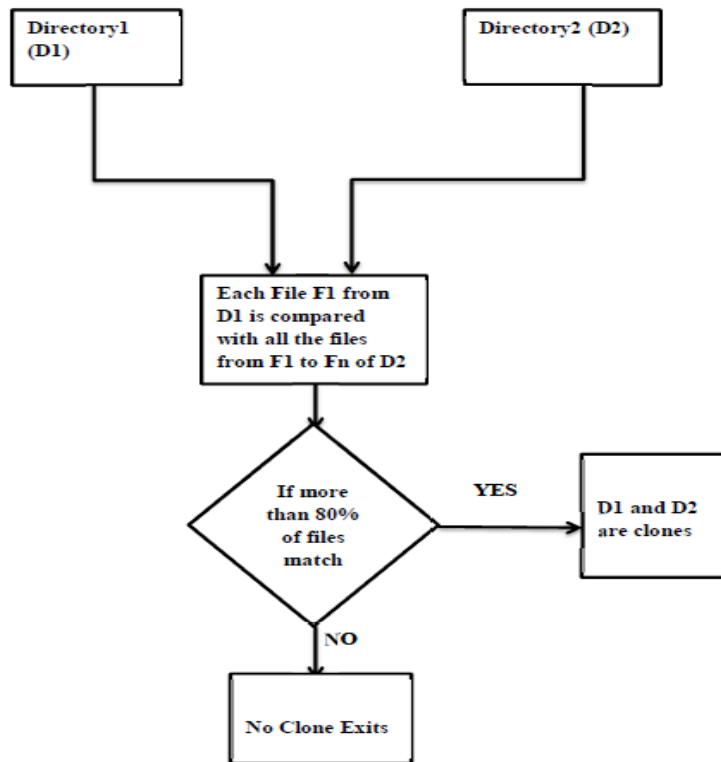 Directory1
(D1)
Directory2 (D2)
Each File F1 from
D1 is compared
with all the files
from F1 to Fn of D2
If more
than 80%
of files
match
YES
D1 and D2
are clones
NO
No Clone Exits